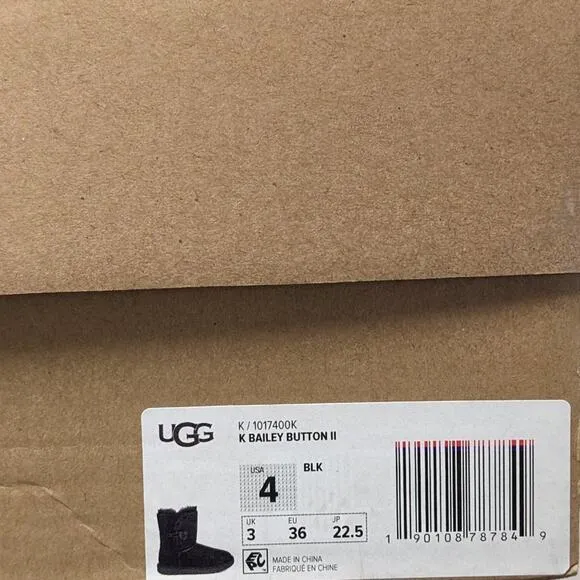 UGG
K / 1017400K
K BAILEY BUTTON II
USA
4
BLK
UK EU JP
3 36 22.5
MADE IN CHINA
FABRIQUÉ EN CHINE
1 90108 78784 9